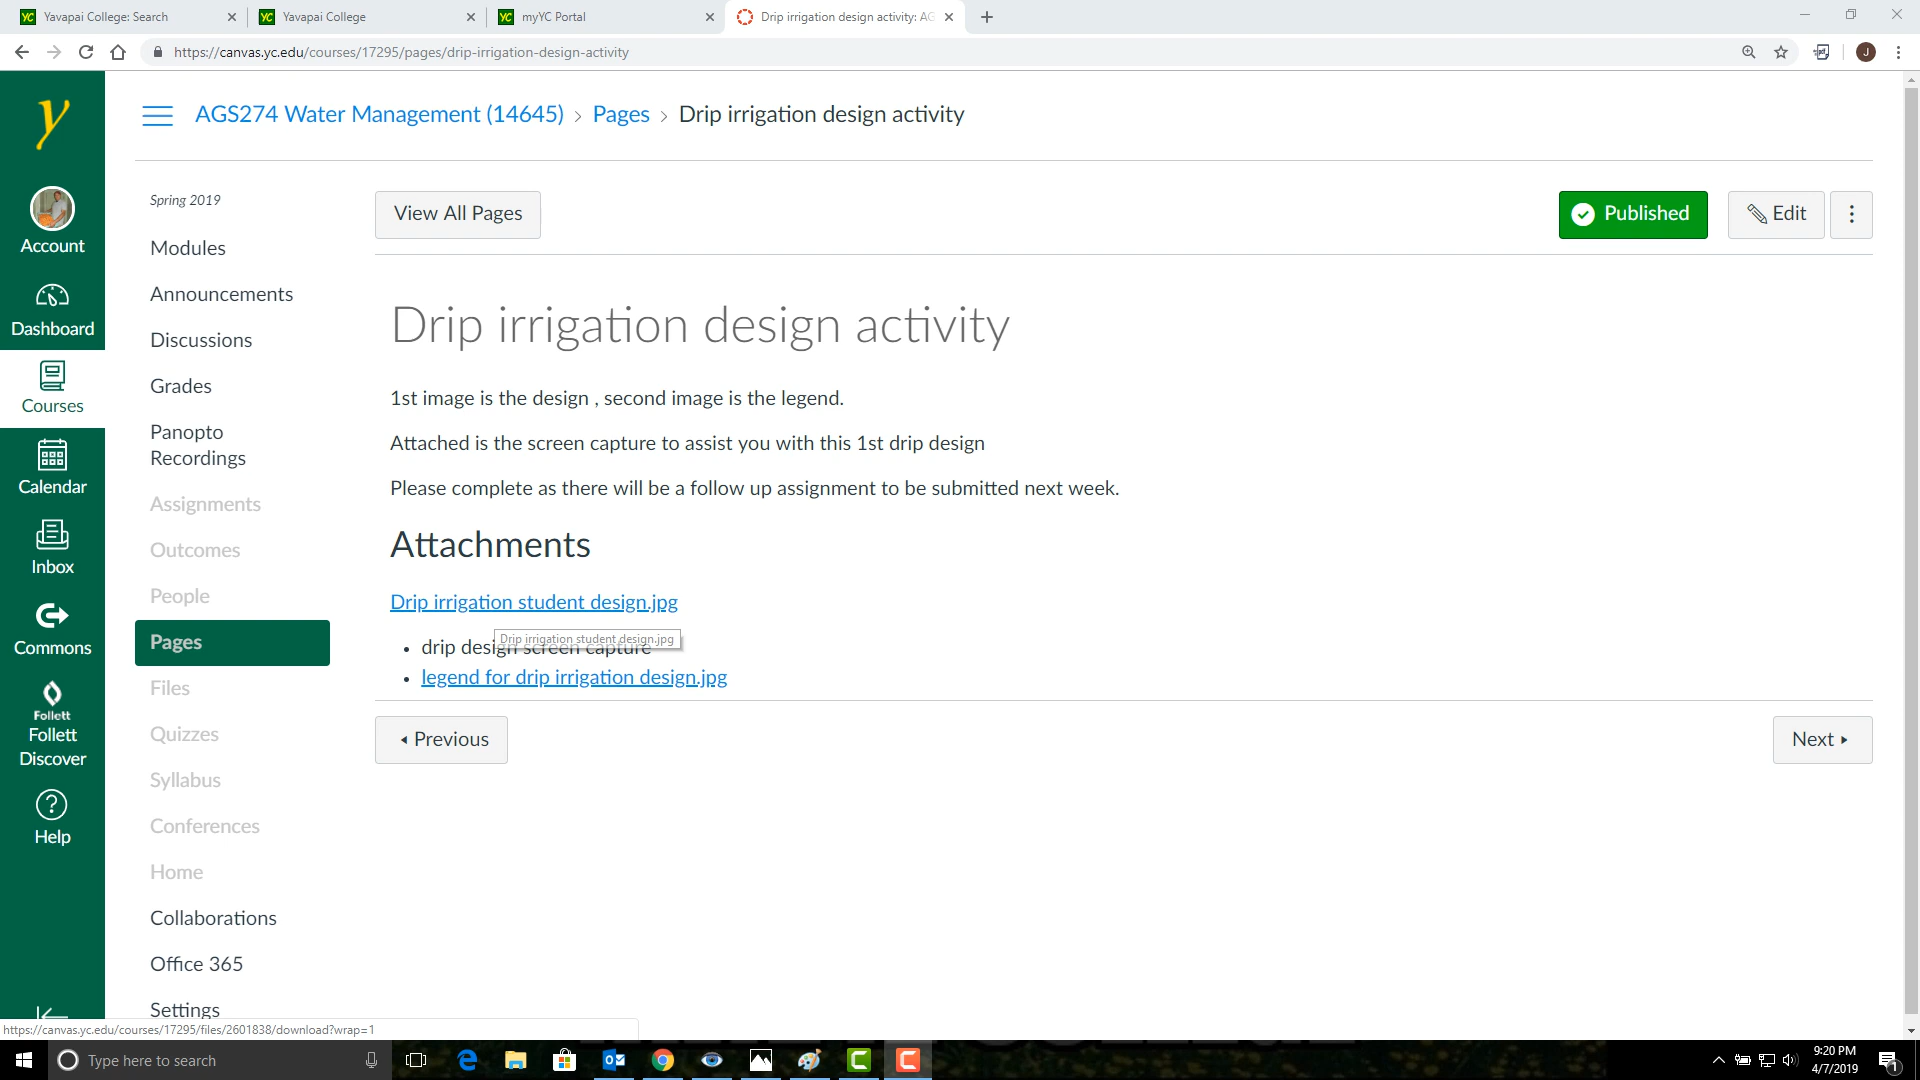 Yavapai College: Search
Yavapai College
myYC Portal
Drip irrigation design activity: AG
https://canvas.yc.edu/courses/17295/pages/drip-irrigation-design-activity
J
y
AGS274 Water Management (14645) › Pages › Drip irrigation design activity
Account
Dashboard
Courses
Calendar
Inbox
Commons
Follett
Follett
Discover
Help
Spring 2019
Modules
Announcements
Discussions
Grades
Panopto
Recordings
Assignments
Outcomes
People
Pages
Files
Quizzes
Syllabus
Conferences
Home
Collaborations
Office 365
Settings
View All Pages
Published
Edit
Drip irrigation design activity
1st image is the design , second image is the legend.
Attached is the screen capture to assist you with this 1st drip design
Please complete as there will be a follow up assignment to be submitted next week.
Attachments
Drip irrigation student design.jpg
Drip irrigation student design.jpg
• drip design screen capture
• legend for drip irrigation design.jpg
Previous
Next
https://canvas.yc.edu/courses/17295/files/2601838/download?wrap=1
Type here to search
9:20 PM
4/7/2019
1